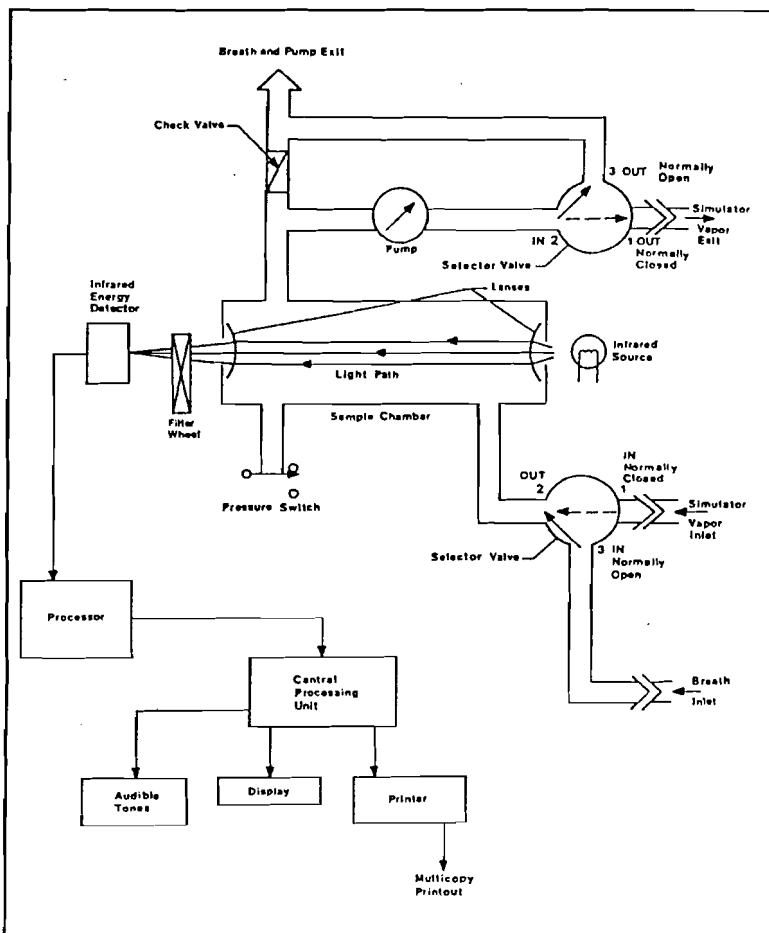 Breath and Pump Exit
Check Valve
3 OUT Normally
Open
Simulator
Vapor
Exit
IN 2
1 OUT
Normally
Closed
Pump
Selector Valve
Lenses
Infrared
Energy
Detector
Infrared
Source
Light Path
Filter
Wheel
Sample Chamber
OUT
2
IN
Normally
Closed
1
Simulator
Vapor
Inlet
Pressure Switch
Selector Valve
3 IN
Normally
Open
Processor
Breath
Inlet
Central
Processing
Unit
Audible
Tones
Display
Printer
Multicopy
Printout